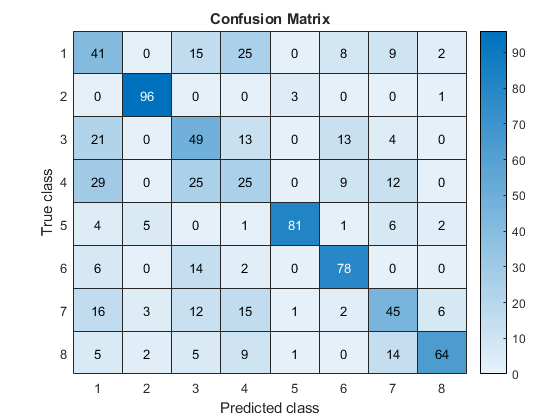 Confusion Matrix
1 41 0 15 25 0 8 9 2
2 0 96 0 0 3 0 0 1
3 21 0 49 13 0 13 4 0
4 29 0 25 25 0 9 12 0
5 4 5 0 1 81 1 6 2
6 6 0 14 2 0 78 0 0
7 16 3 12 15 1 2 45 6
8 5 2 5 9 1 0 14 64
1 2 3 4 5 6 7 8
True class
Predicted class
90
80
70
60
50
40
30
20
10
0